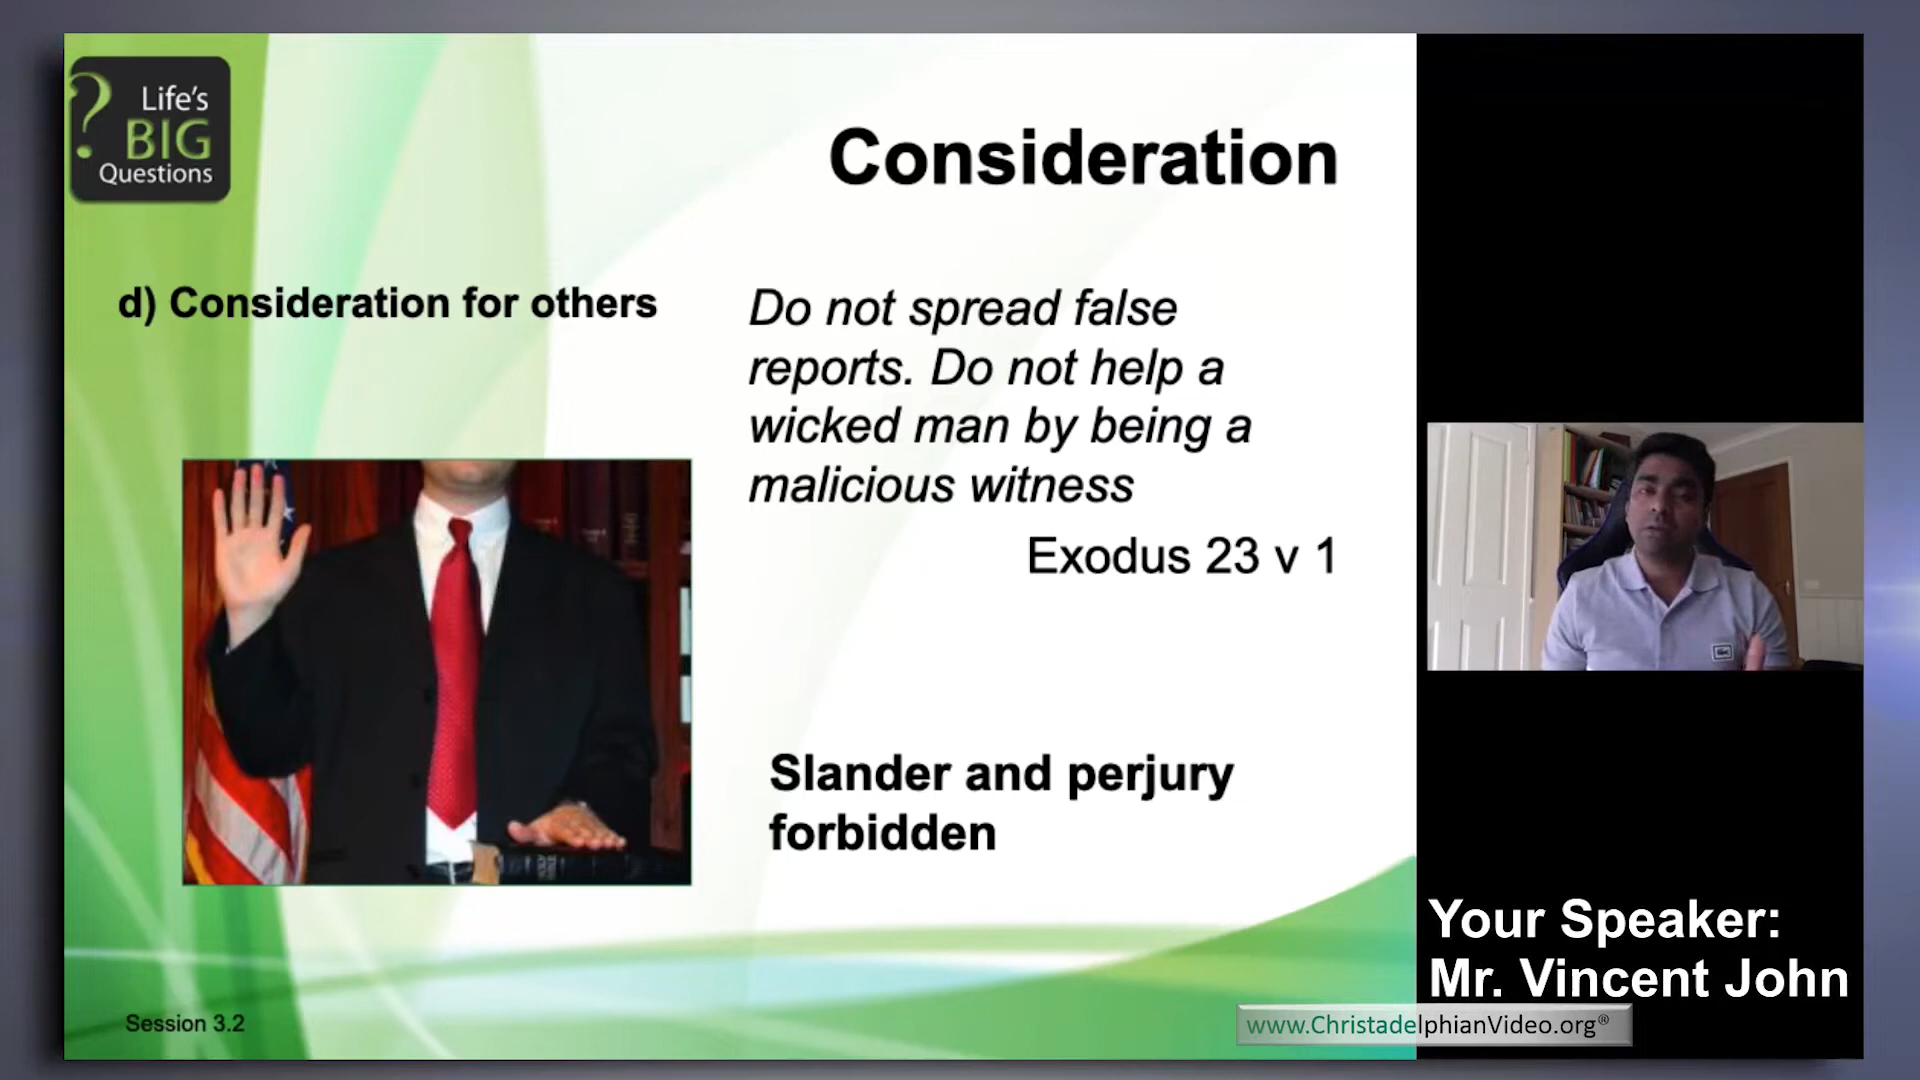 ?
Life's
BIG
Questions
Consideration
d) Consideration for others
Do not spread false
reports. Do not help a
wicked man by being a
malicious witness
Exodus 23 v 1
Slander and perjury
forbidden
Session 3.2
Your Speaker:
Mr. Vincent John
www.ChristadelphianVideo.org®